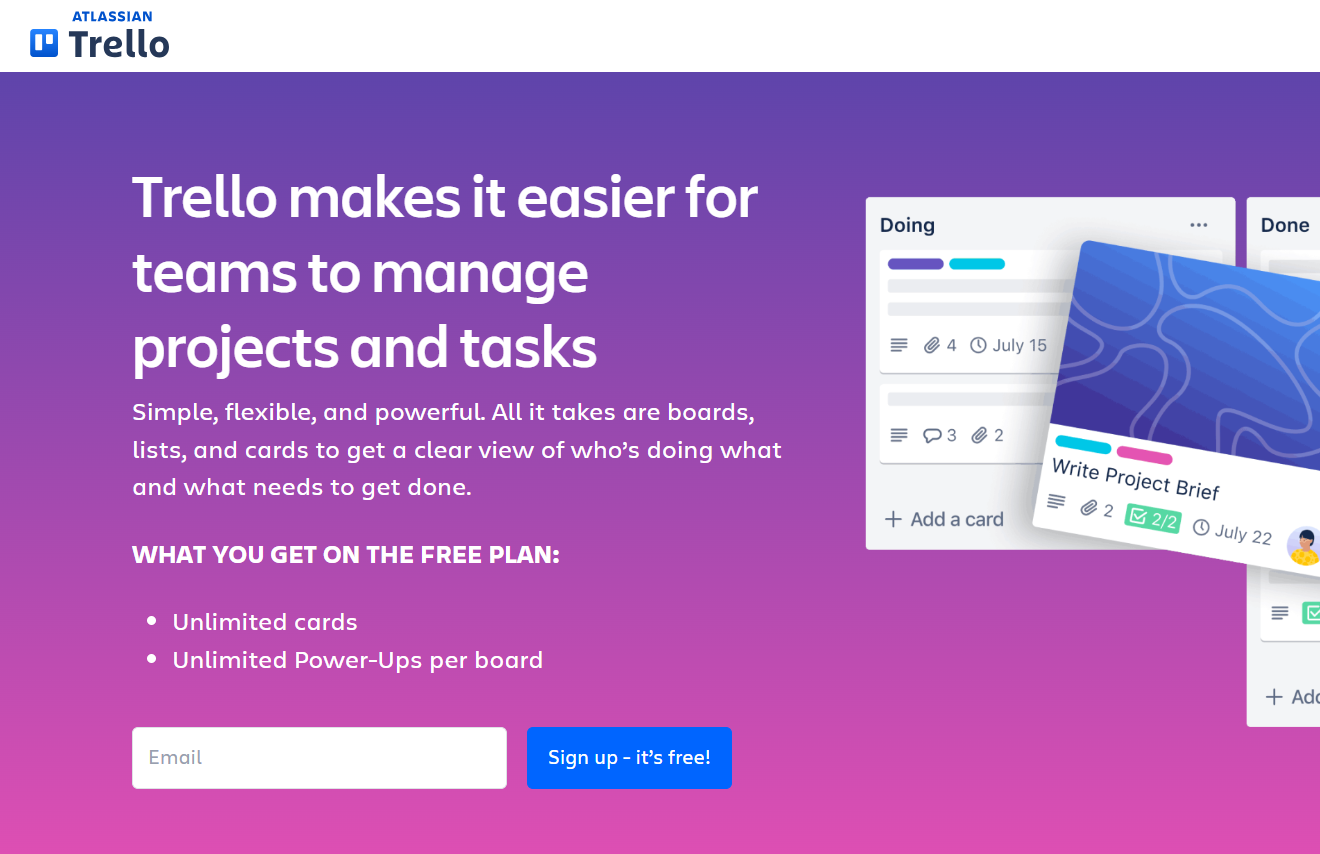 ATLASSIAN
Trello
Trello makes it easier for
teams to manage
projects and tasks
Simple, flexible, and powerful. All it takes are boards,
lists, and cards to get a clear view of who’s doing what
and what needs to get done.
WHAT YOU GET ON THE FREE PLAN:
• Unlimited cards
• Unlimited Power-Ups per board
Email
Sign up - it’s free!
Doing
4 July 15
3 2
+ Add a card
Write Project Brief
2 2/2 July 22
Done
+